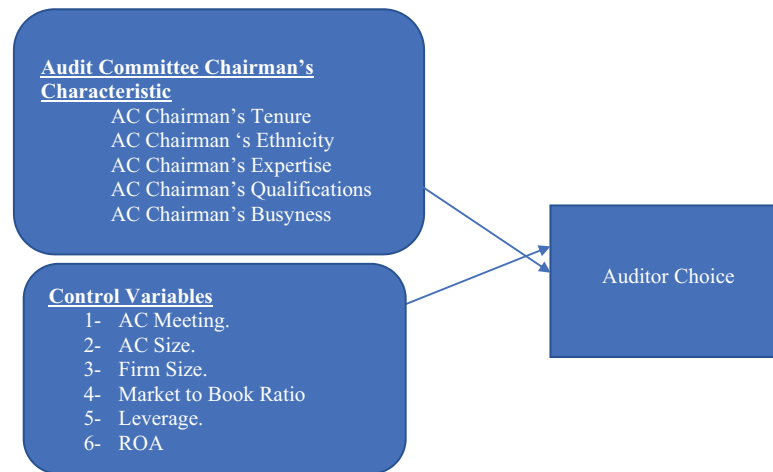 Audit Committee Chairman’s
Characteristic
AC Chairman’s Tenure
AC Chairman ‘s Ethnicity
AC Chairman’s Expertise
AC Chairman’s Qualifications
AC Chairman’s Busyness
Auditor Choice
Control Variables
1- AC Meeting.
2- AC Size.
3- Firm Size.
4- Market to Book Ratio
5- Leverage.
6- ROA